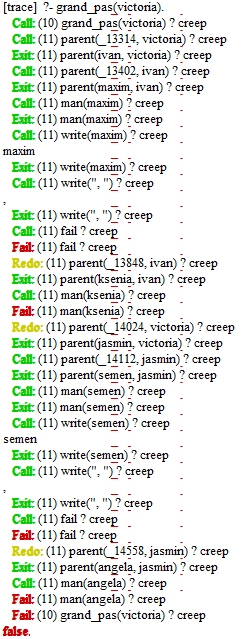 [trace]  ?- grand_pas(victoria).
Call: (10) grand_pas(victoria) ? creep
Call: (11) parent(_13314, victoria) ? creep
Exit: (11) parent(ivan, victoria) ? creep
Call: (11) parent(_13402, ivan) ? creep
Exit: (11) parent(maxim, ivan) ? creep
Call: (11) man(maxim) ? creep
Exit: (11) man(maxim) ? creep
Call: (11) write(maxim) ? creep
maxim
Exit: (11) write(maxim) ? creep
Call: (11) write(", ") ? creep
,
Exit: (11) write(", ") ? creep
Call: (11) fail ? creep
Fail: (11) fail ? creep
Redo: (11) parent(_13848, ivan) ? creep
Exit: (11) parent(ksenia, ivan) ? creep
Call: (11) man(ksenia) ? creep
Fail: (11) man(ksenia) ? creep
Redo: (11) parent(_14024, victoria) ? creep
Exit: (11) parent(jasmin, victoria) ? creep
Call: (11) parent(_14112, jasmin) ? creep
Exit: (11) parent(semen, jasmin) ? creep
Call: (11) man(semen) ? creep
Exit: (11) man(semen) ? creep
Call: (11) write(semen) ? creep
semen
Exit: (11) write(semen) ? creep
Call: (11) write(", ") ? creep
,
Exit: (11) write(", ") ? creep
Call: (11) fail ? creep
Fail: (11) fail ? creep
Redo: (11) parent(_14558, jasmin) ? creep
Exit: (11) parent(angela, jasmin) ? creep
Call: (11) man(angela) ? creep
Fail: (11) man(angela) ? creep
Fail: (10) grand_pas(victoria) ? creep
false.